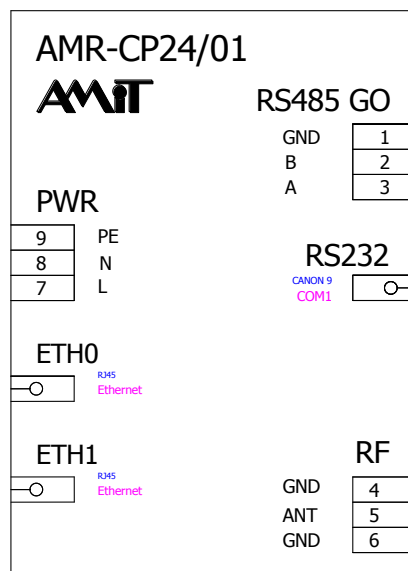 AMR-CP24/01
AMiT
RS485 GO
GND 1
B 2
A 3
PWR
9 PE
8 N
7 L
RS232
CANON 9
COM1
ETH0
RJ45
Ethernet
ETH1
RJ45
Ethernet
RF
GND 4
ANT 5
GND 6